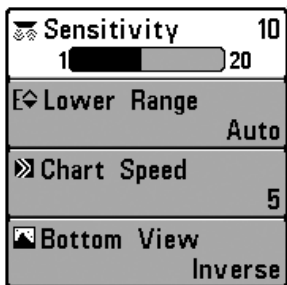 Sensitivity 10
1 20
Lower Range
Auto
Chart Speed
5
Bottom View
Inverse